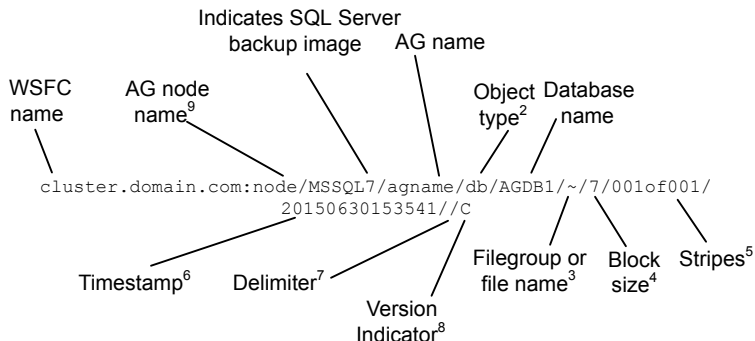 Indicates SQL Server
backup image
AG name
WSFC
name
AG node
name9
Object
type2
Database
name
cluster.domain.com:node/MSSQL7/agname/db/AGDB1/~/7/001of001/
20150630153541//C
Timestamp6
Delimiter7
Version
Indicator8
Filegroup or
file name3
Block
size4
Stripes5